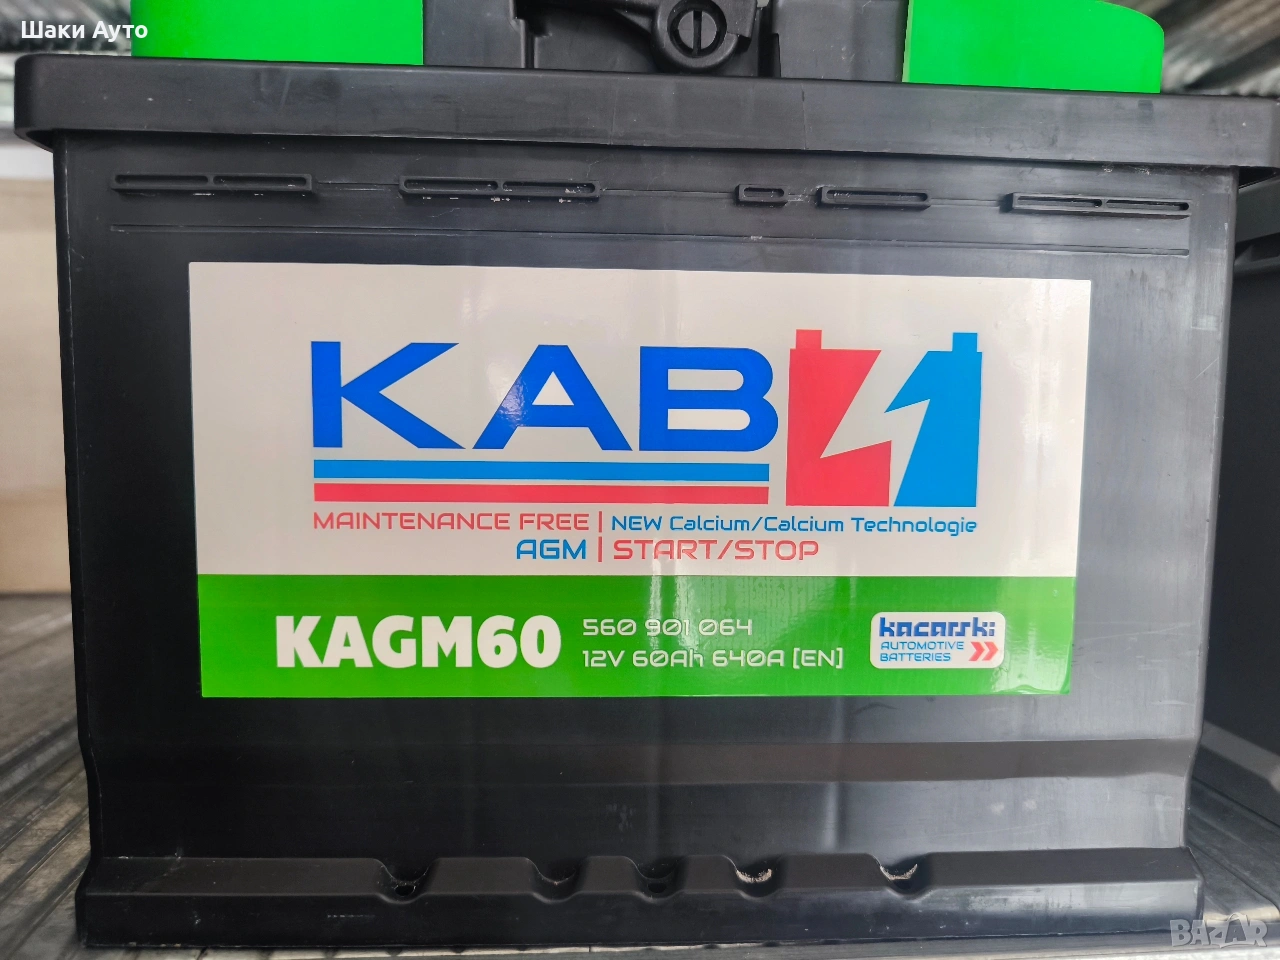 Шаки Ауто
KAB
MAINTENANCE FREE | NEW Calcium/Calcium Technologie
AGM | START/STOP
KAGM60
560 901 064
12V 60Ah 640A [EN]
kacarski
AUTOMOTIVE
BATTERIES
BAZAR